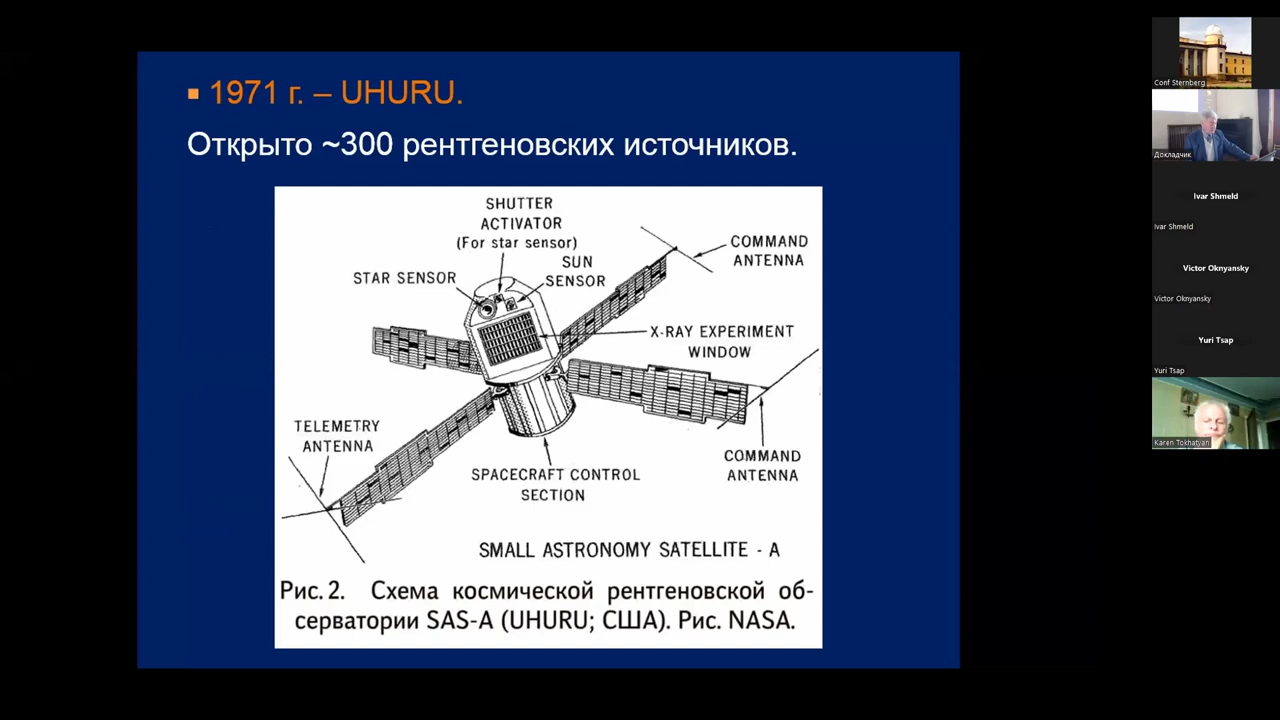 1971 г. – UHURU.
Открыто ~300 рентгеновских источников.
SHUTTER
ACTIVATOR
(For star sensor)
SUN
SENSOR
STAR SENSOR
COMMAND
ANTENNA
X-RAY EXPERIMENT
WINDOW
TELEMETRY
ANTENNA
SPACECRAFT CONTROL
SECTION
COMMAND
ANTENNA
SMALL ASTRONOMY SATELLITE - A
Рис. 2. Схема космической рентгеновской об-
серватории SAS-A (UHURU; США). Рис. NASA.
Conf Sternberg
Докладчик
Ivar Shmeld
Ivar Shmeld
Victor Oknyansky
Victor Oknyansky
Yuri Tsap
Yuri Tsap
Karen Tokhatyan